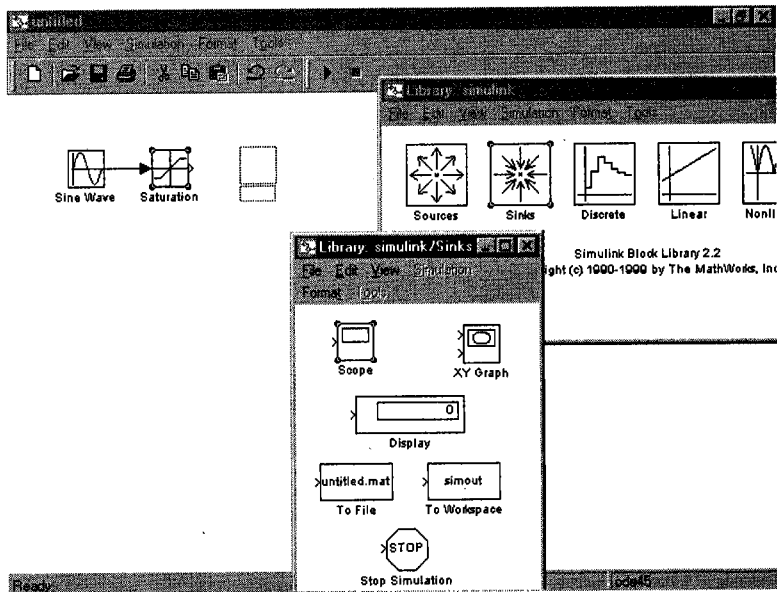 untitled
File Edit View Simulation Format Tools
Library: simulink
File Edit View Simulation Format Tools
Sine Wave Saturation
Sources Sinks Discrete Linear Nonli
Simulink Block Library 2.2
ight (c) 1990-1999 by The MathWorks, Inc
Library: simulink/Sinks
File Edit View Simulation
Format Tools
Scope XY Graph
0
Display
untitled.mat simout
To File To Workspace
STOP
Stop Simulation
Ready ode45